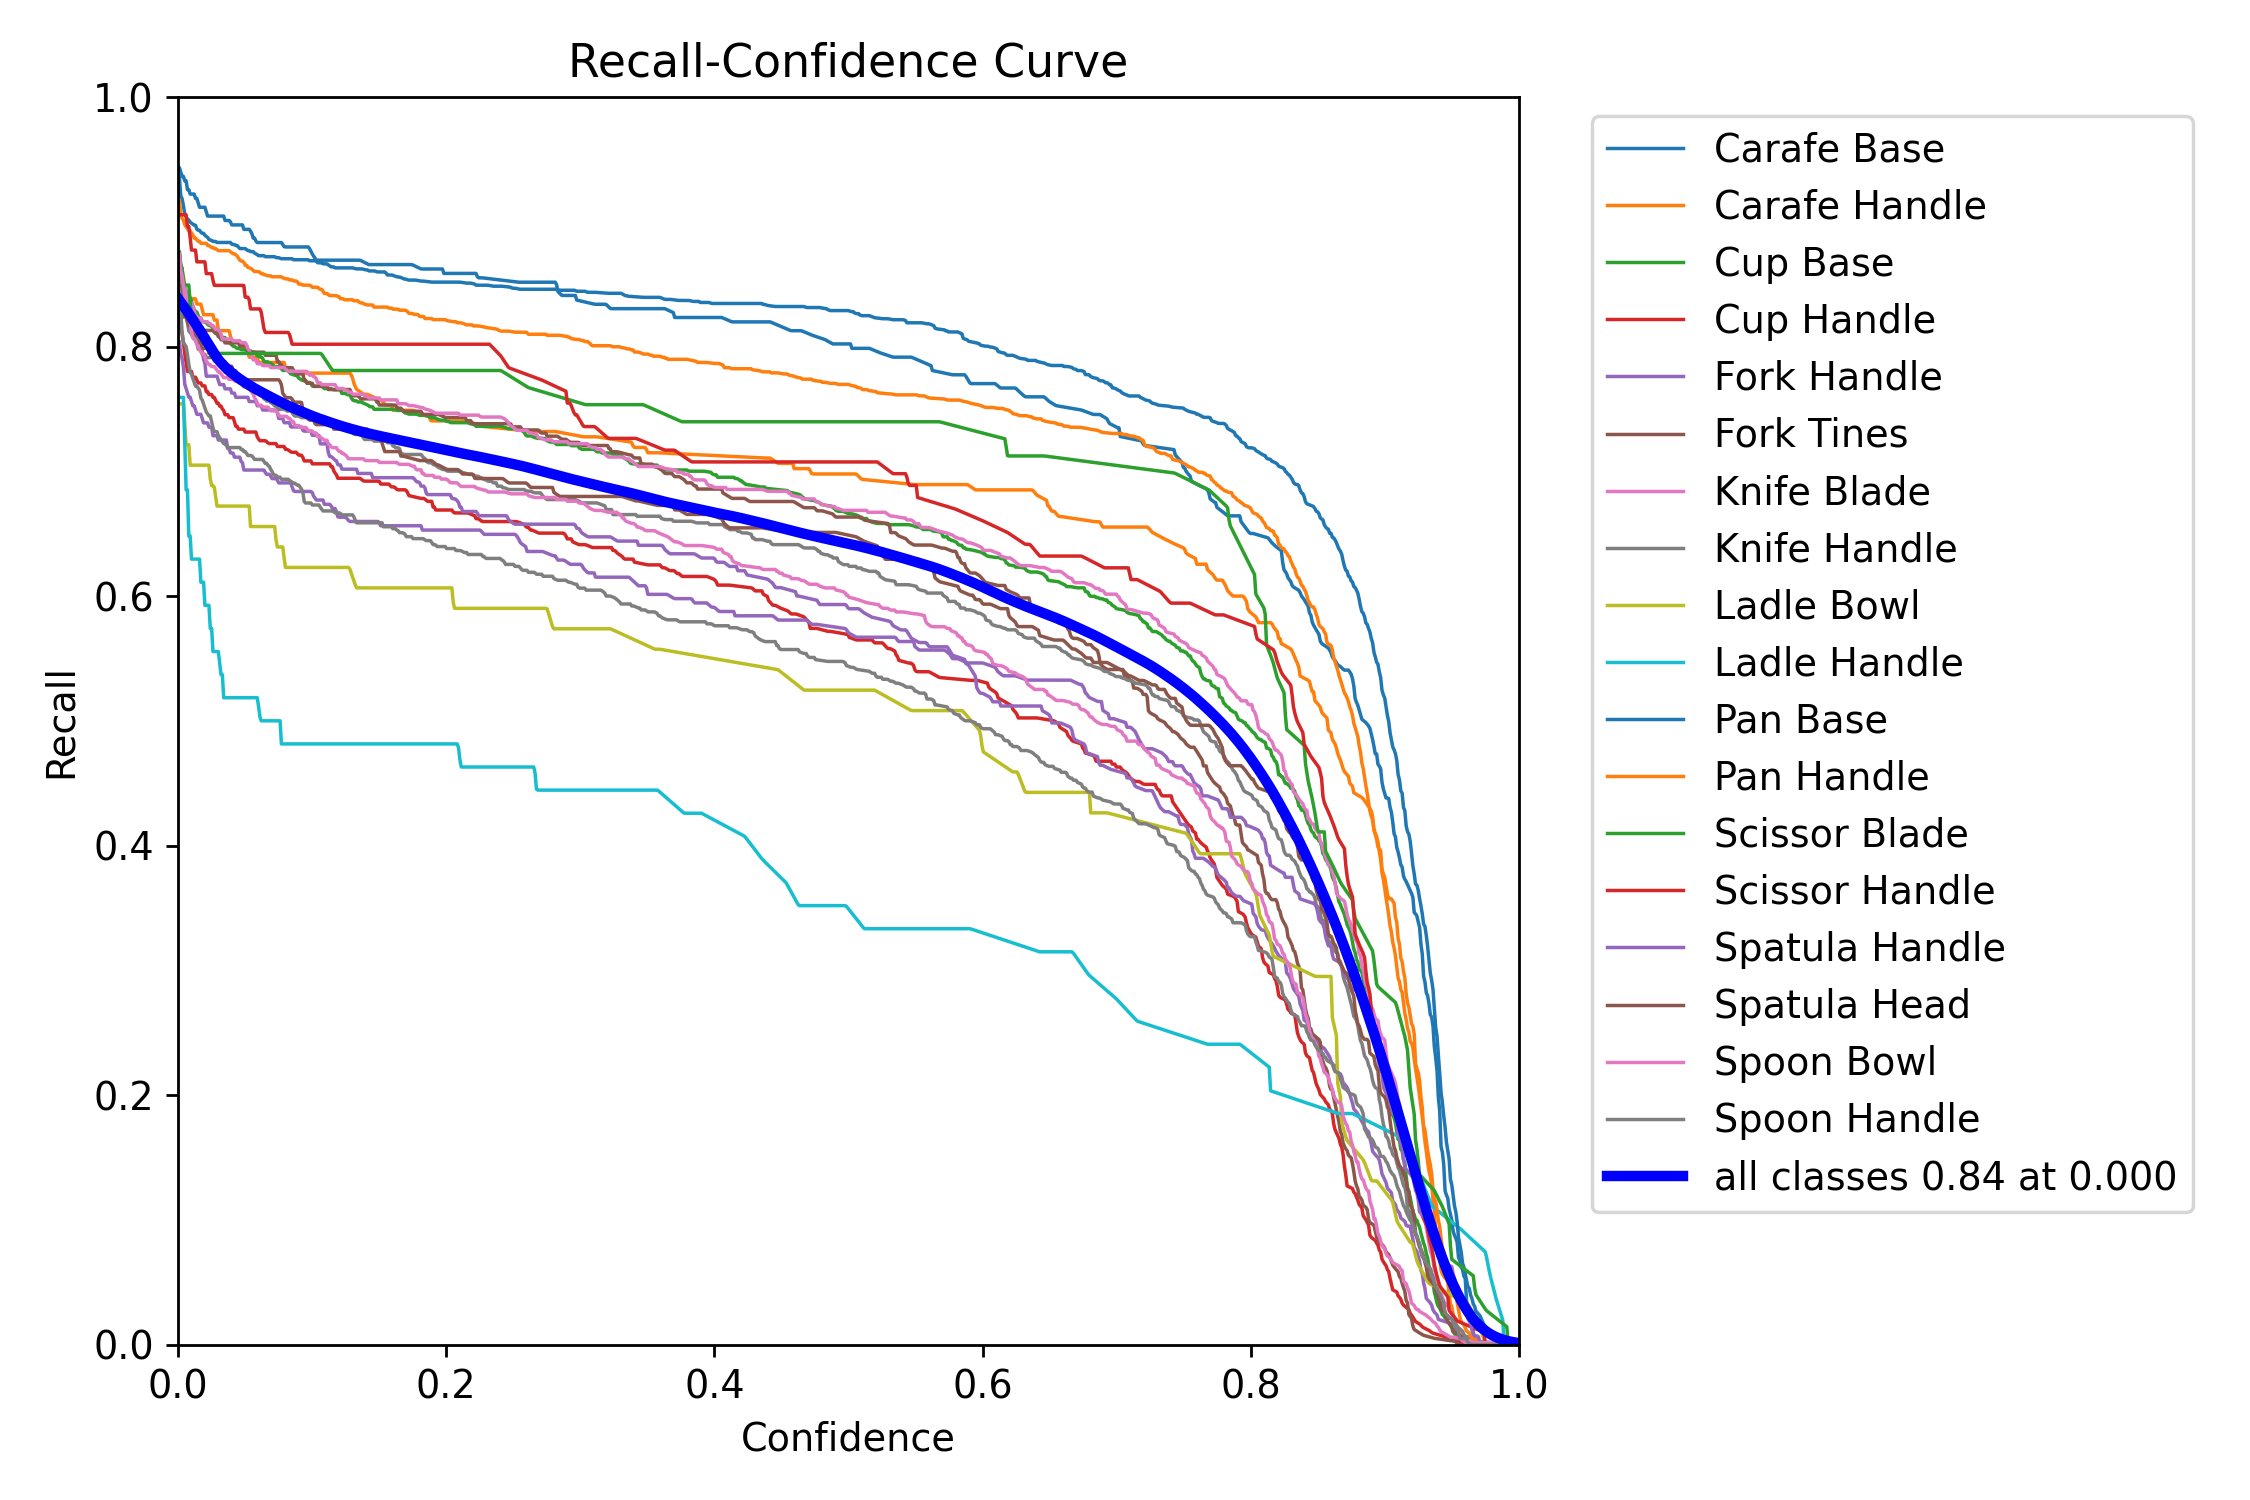 Recall-Confidence Curve
1.0
0.8
0.6
0.4
0.2
0.0
Recall
0.0 0.2 0.4 0.6 0.8 1.0
Confidence
Carafe Base
Carafe Handle
Cup Base
Cup Handle
Fork Handle
Fork Tines
Knife Blade
Knife Handle
Ladle Bowl
Ladle Handle
Pan Base
Pan Handle
Scissor Blade
Scissor Handle
Spatula Handle
Spatula Head
Spoon Bowl
Spoon Handle
all classes 0.84 at 0.000